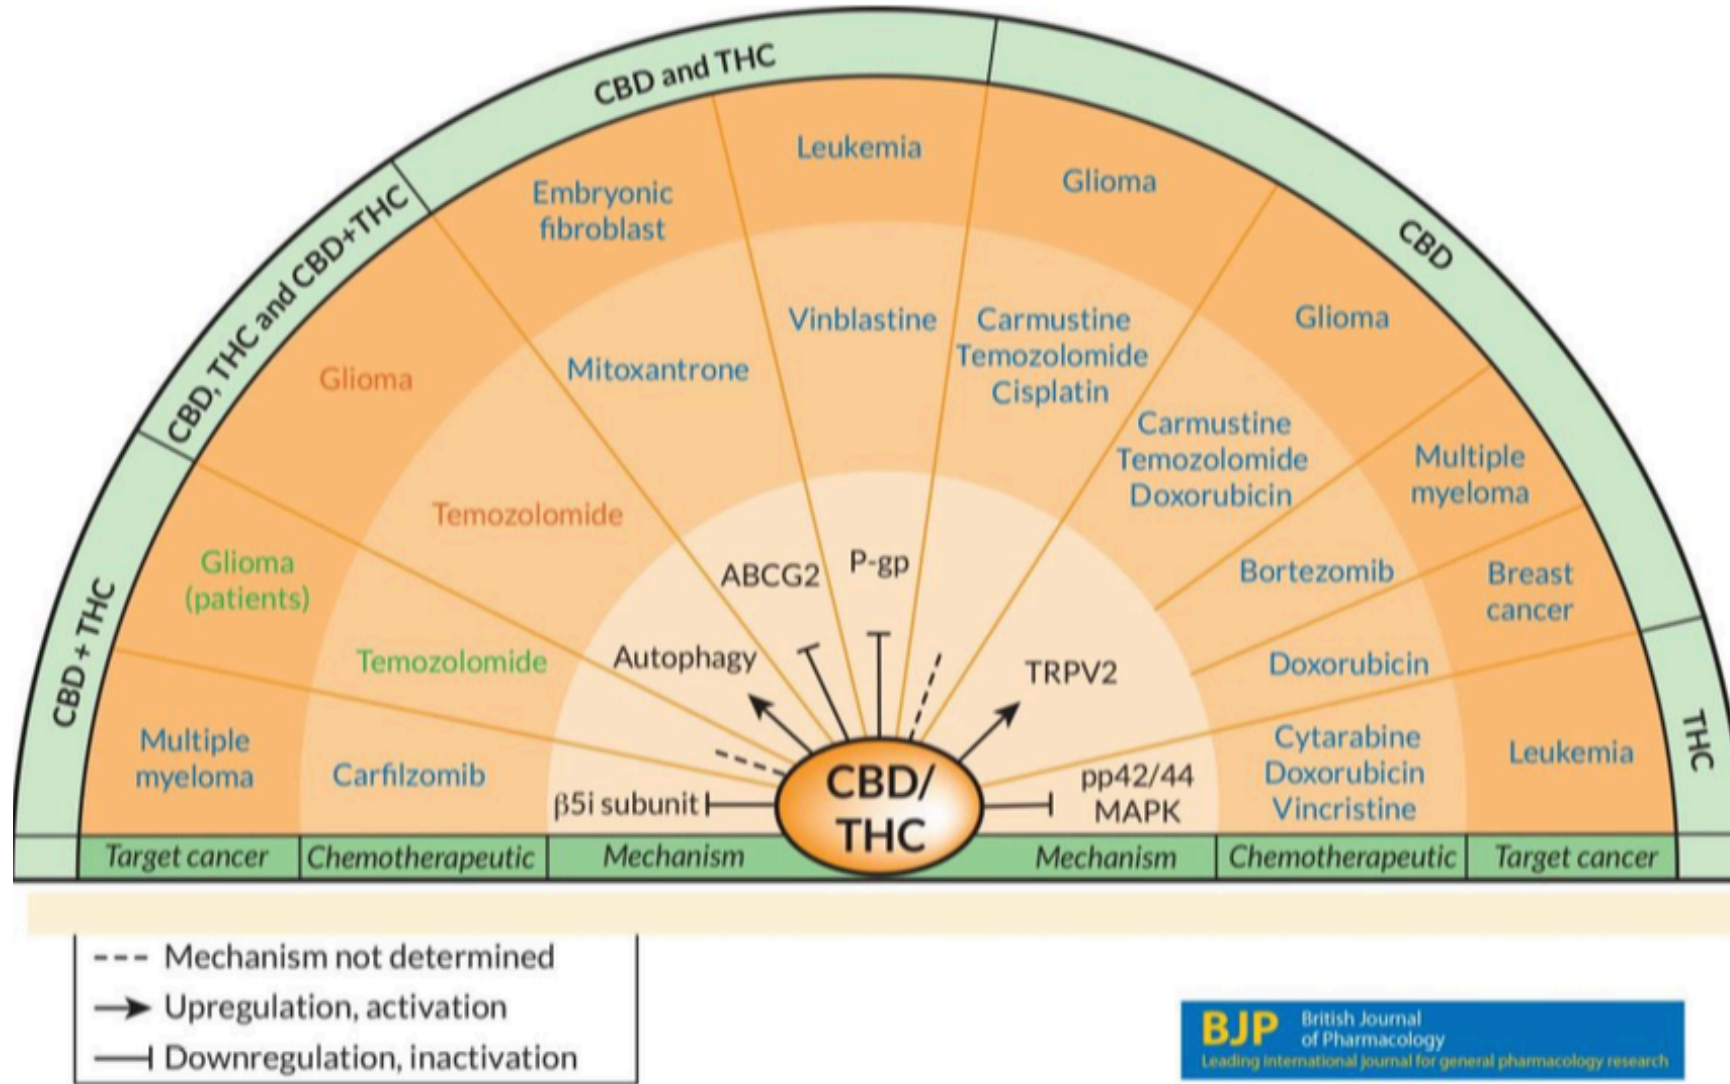 CBD + THC
CBD, THC and CBD+THC
CBD and THC
CBD
THC
Multiple
myeloma
Carfilzomib
β5i subunit
Glioma
(patients)
Temozolomide
Glioma
Temozolomide
Autophagy
Embryonic
fibroblast
Mitoxantrone
ABCG2
Leukemia
Vinblastine
P-gp
Glioma
Carmustine
Temozolomide
Cisplatin
Glioma
Carmustine
Temozolomide
Doxorubicin
TRPV2
Multiple
myeloma
Bortezomib
Breast
cancer
Doxorubicin
Leukemia
Cytarabine
Doxorubicin
Vincristine
pp42/44
MAPK
CBD/
THC
Target cancer
Chemotherapeutic
Mechanism
Mechanism
Chemotherapeutic
Target cancer
Mechanism not determined
Upregulation, activation
Downregulation, inactivation
BJP
British Journal
of Pharmacology
Leading international journal for general pharmacology research